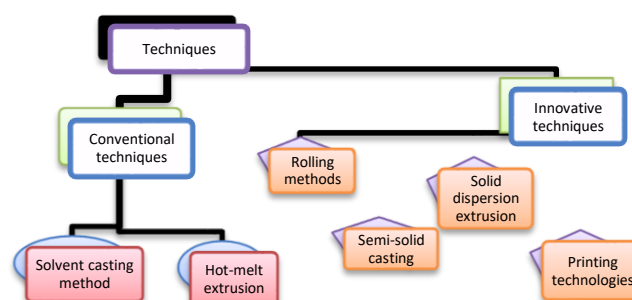 Techniques
Conventional
techniques
Innovative
techniques
Rolling
methods
Solid
dispersion
extrusion
Semi-solid
casting
Solvent casting
method
Hot-melt
extrusion
Printing
technologies